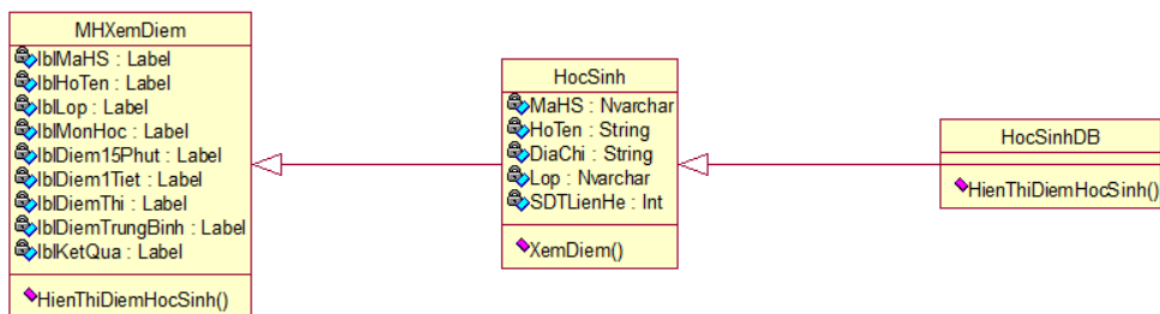 MHXemDiem
lblMaHS : Label
lblHoTen : Label
lblLop : Label
lblMonHoc : Label
lblDiem15Phut : Label
lblDiem1Tiet : Label
lblDiemThi : Label
lblDiemTrungBinh : Label
lblKetQua : Label
HienThiDiemHocSinh()
HocSinh
MaHS : Nvarchar
HoTen : String
DiaChi : String
Lop : Nvarchar
SDTLienHe : Int
XemDiem()
HocSinhDB
HienThiDiemHocSinh()